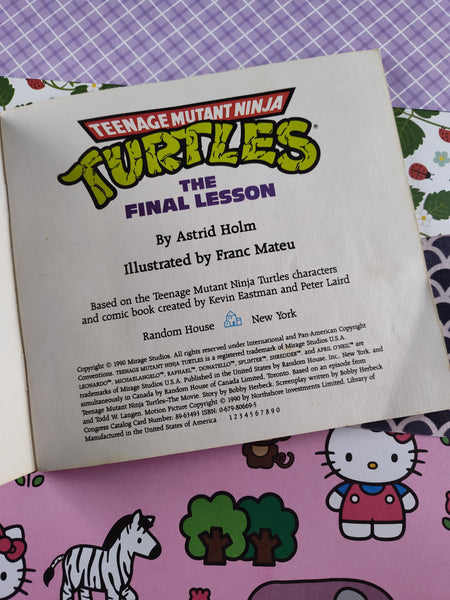 TEENAGE MUTANT NINJA
TURTLES®
THE
FINAL LESSON
By Astrid Holm
Illustrated by Franc Mateu
Based on the Teenage Mutant Ninja Turtles characters
and comic book created by Kevin Eastman and Peter Laird
Random House New York
Copyright © 1990 Mirage Studios. All rights reserved under International and Pan-American Copyright
Conventions. TEENAGE MUTANT NINJA TURTLES is a registered trademark of Mirage Studios U.S.A.
LEONARDO™, MICHAELANGELO™, RAPHAEL™, DONATELLO™, SPLINTER™, SHREDDER™, and APRIL O'NEIL™ are
trademarks of Mirage Studios U.S.A. Published in the United States by Random House, Inc., New York, and
simultaneously in Canada by Random House of Canada Limited, Toronto. Based on an episode from
Teenage Mutant Ninja Turtles–The Movie. Story by Bobby Herbeck. Screenplay written by Bobby Herbeck
and Todd W. Langen. Motion Picture Copyright © 1990 by Northshore Investments Limited. Library of
Congress Catalog Card Number: 89-63493 ISBN: 0-679-80669-5
Manufactured in the United States of America 1 2 3 4 5 6 7 8 9 0